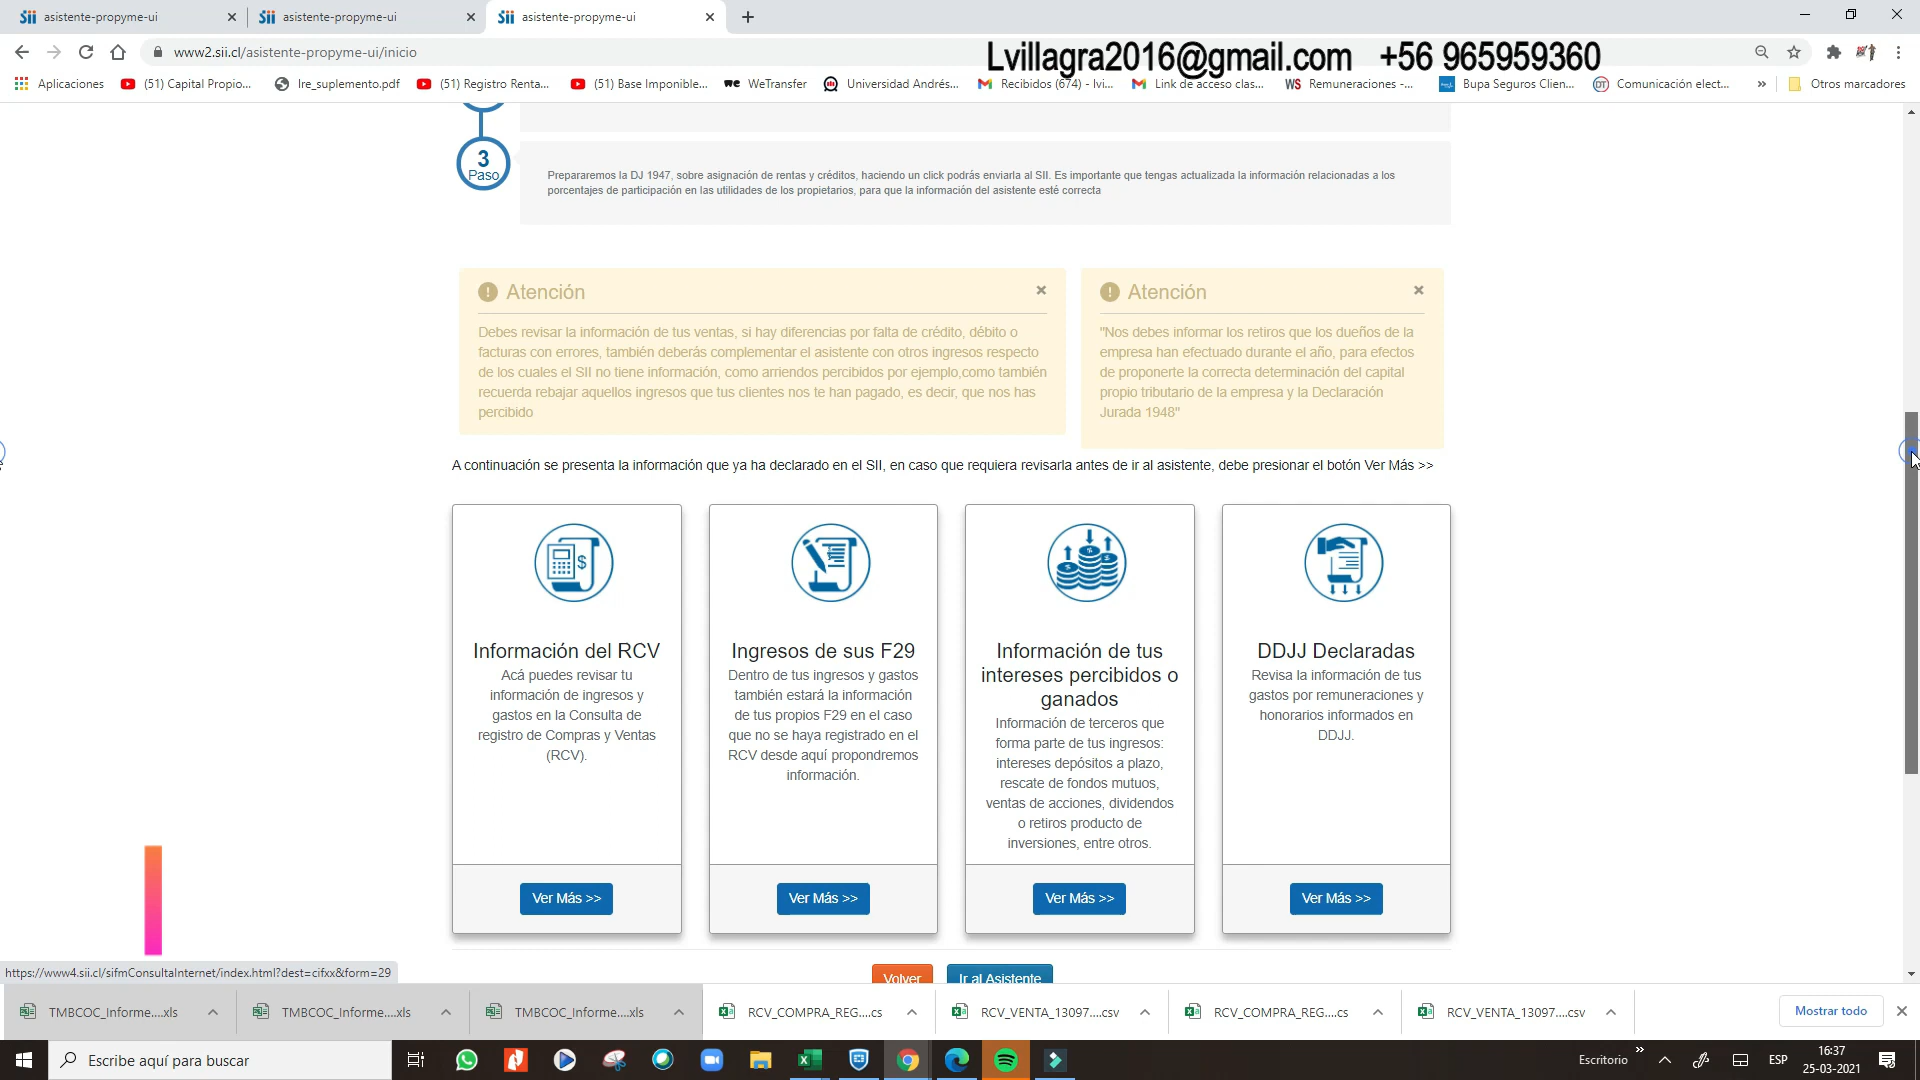 asistente-propyme-ui
asistente-propyme-ui
asistente-propyme-ui
www2.sii.cl/asistente-propyme-ui/inicio
Lvillagra2016@gmail.com +56 965959360
Aplicaciones
(51) Capital Propio...
lre_suplemento.pdf
(51) Registro Renta...
(51) Base Imponible...
WeTransfer
Universidad Andrés...
Recibidos (674) - lvi...
Link de acceso clas...
Remuneraciones -...
Bupa Seguros Clien...
Comunicación elect...
»
Otros marcadores
3
Paso
Prepararemos la DJ 1947, sobre asignación de rentas y créditos, haciendo un click podrás enviarla al SII. Es importante que tengas actualizada la información relacionadas a los
porcentajes de participación en las utilidades de los propietarios, para que la información del asistente esté correcta
Atención
Debes revisar la información de tus ventas, si hay diferencias por falta de crédito, débito o
facturas con errores, también deberás complementar el asistente con otros ingresos respecto
de los cuales el SII no tiene información, como arriendos percibidos por ejemplo,como también
recuerda rebajar aquellos ingresos que tus clientes nos te han pagado, es decir, que nos has
percibido
Atención
"Nos debes informar los retiros que los dueños de la
empresa han efectuado durante el año, para efectos
de proponerte la correcta determinación del capital
propio tributario de la empresa y la Declaración
Jurada 1948"
A continuación se presenta la información que ya ha declarado en el SII, en caso que requiera revisarla antes de ir al asistente, debe presionar el botón Ver Más >>
Información del RCV
Acá puedes revisar tu
información de ingresos y
gastos en la Consulta de
registro de Compras y Ventas
(RCV).
Ver Más >>
Ingresos de sus F29
Dentro de tus ingresos y gastos
también estará la información
de tus propios F29 en el caso
que no se haya registrado en el
RCV desde aquí propondremos
información.
Ver Más >>
Información de tus
intereses percibidos o
ganados
Información de terceros que
forma parte de tus ingresos:
intereses depósitos a plazo,
rescate de fondos mutuos,
ventas de acciones, dividendos
o retiros producto de
inversiones, entre otros.
Ver Más >>
DDJJ Declaradas
Revisa la información de tus
gastos por remuneraciones y
honorarios informados en
DDJJ.
Ver Más >>
Volver
Ir al Asistente
https://www4.sii.cl/sifmConsultaInternet/index.html?dest=cifxx&form=29
TMBCOC_Informe....xls
TMBCOC_Informe....xls
TMBCOC_Informe....xls
RCV_COMPRA_REG....cs
RCV_VENTA_13097....csv
RCV_COMPRA_REG....cs
RCV_VENTA_13097....csv
Mostrar todo
Escribe aquí para buscar
Escritorio
»
ESP
16:37
25-03-2021